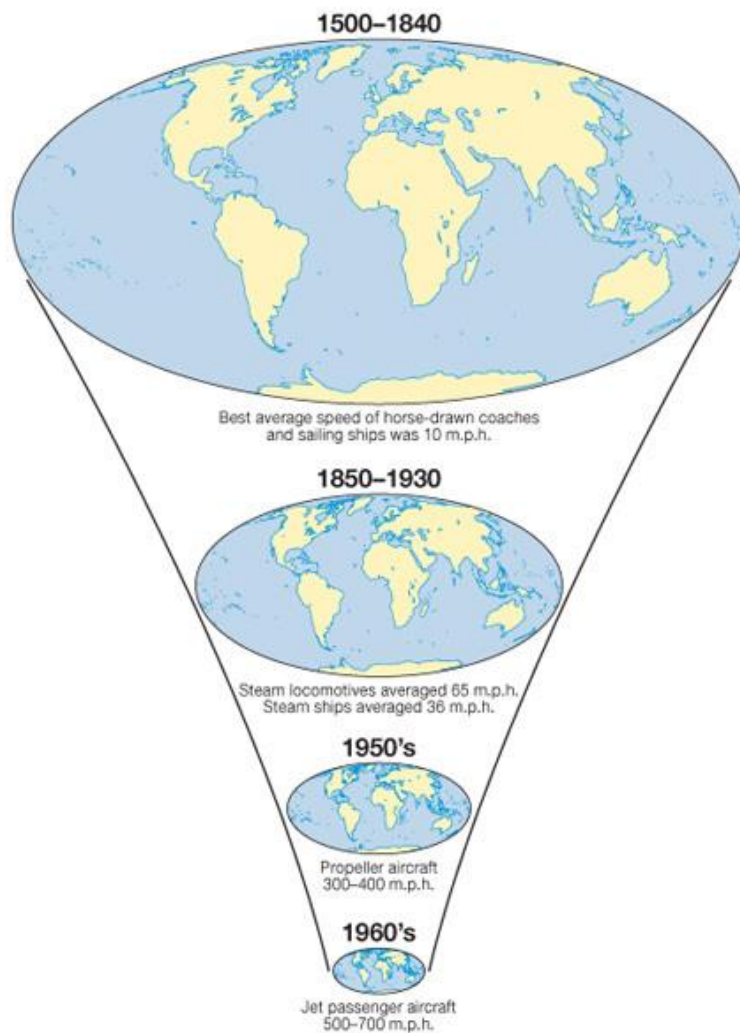 1500–1840
Best average speed of horse-drawn coaches
and sailing ships was 10 m.p.h.
1850–1930
Steam locomotives averaged 65 m.p.h.
Steam ships averaged 36 m.p.h.
1950's
Propeller aircraft
300–400 m.p.h.
1960's
Jet passenger aircraft
500–700 m.p.h.